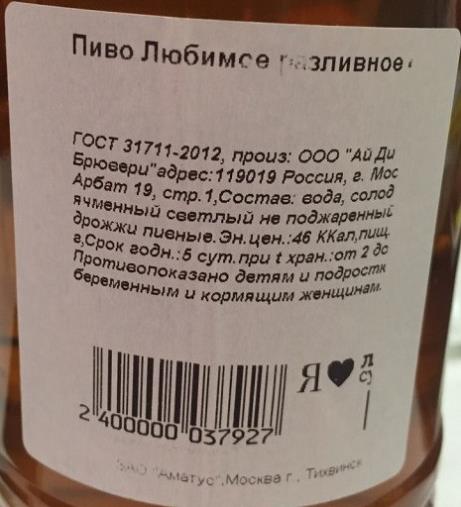 Пиво Любимое разливное
ГОСТ 31711-2012, произ: ООО "Ай Ди
Брювери"адрес:119019 Россия, г. Мос
Арбат 19, стр.1,Состав: вода, солод
ячменный светлый не поджаренный
дрожжи пивные.Эн.цен.:46 ККал,пищ.
г,Срок годн.:5 сут.при t хран.:от 2 до
Противопоказано детям и подростк
беременным и кормящим женщинам.
Я ♥
2 400000 037927
ЗАО "Аматус",Москва г., Тихвинск